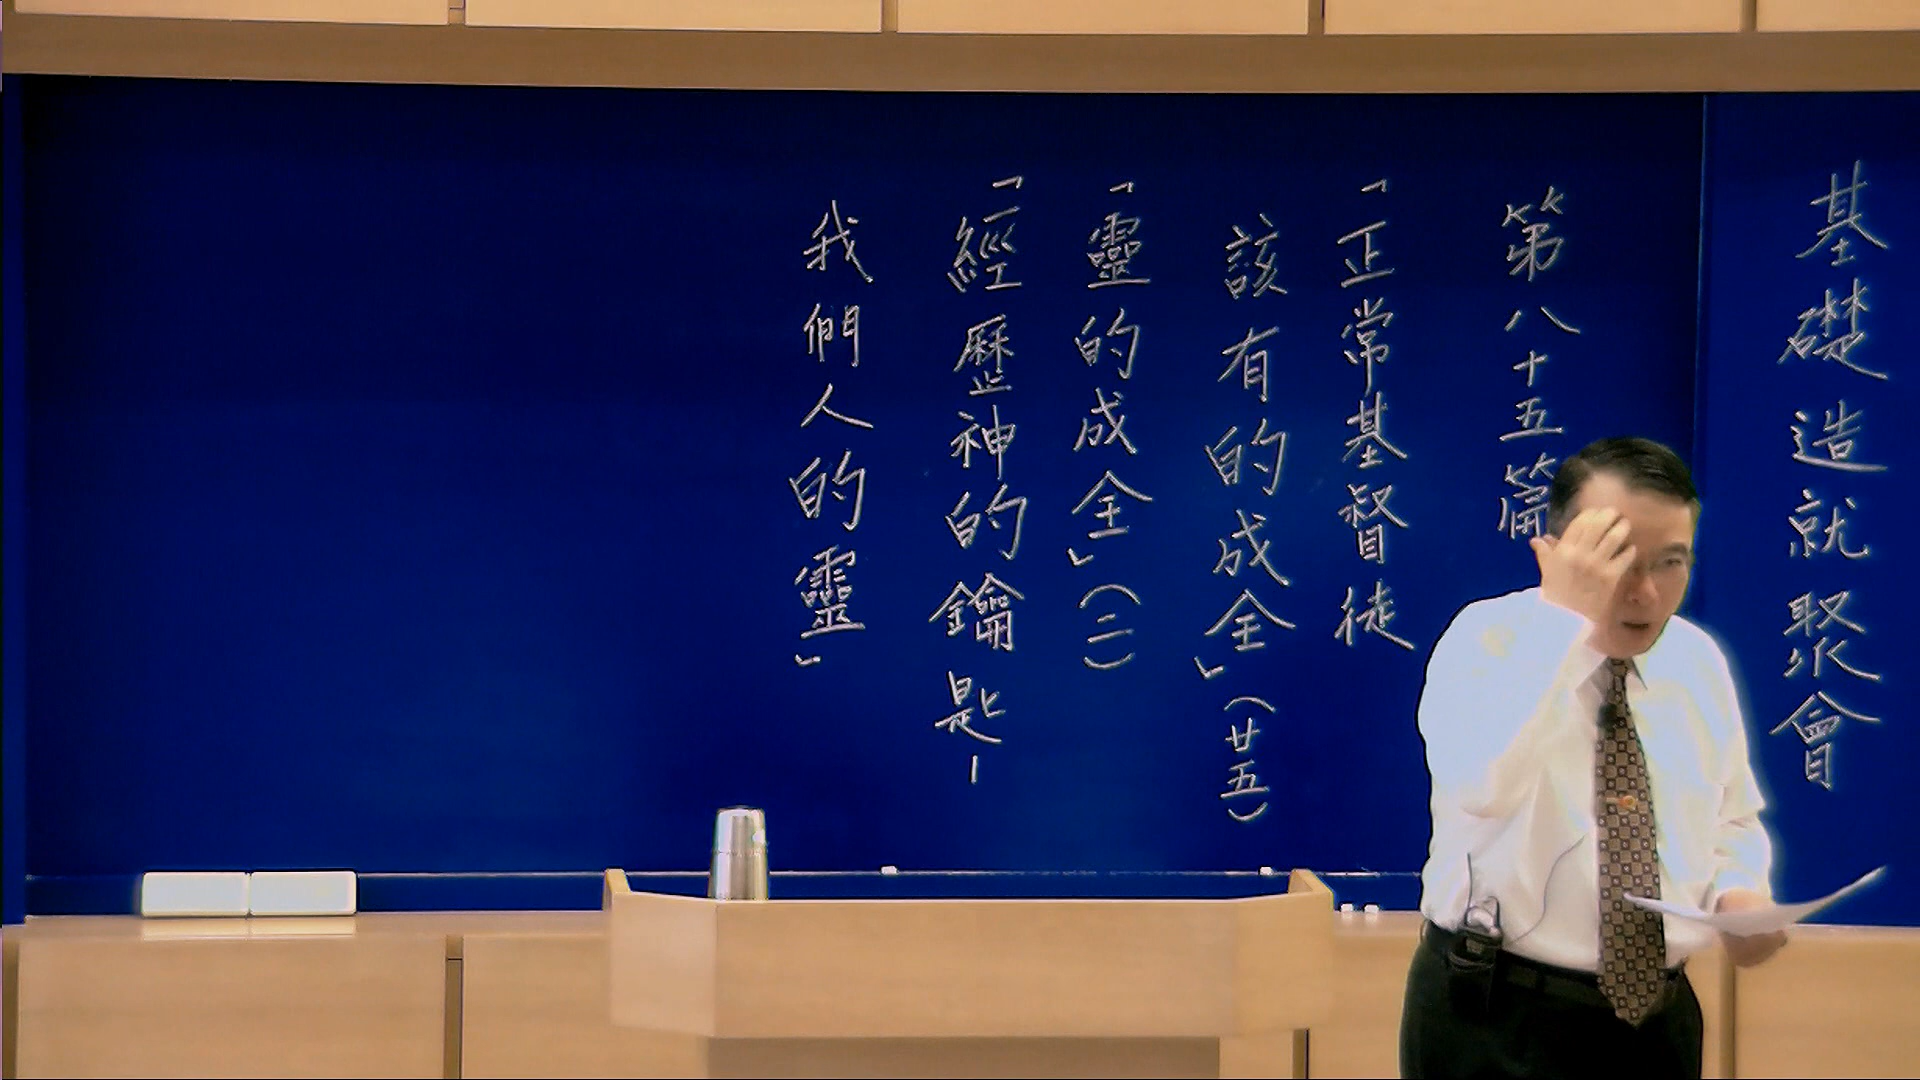 基礎造就聚會
第八十五篇
「正常基督徒
該有的成全」(廿五)
「靈的成全」(二)
「經歷神的鑰匙—
我們人的靈」